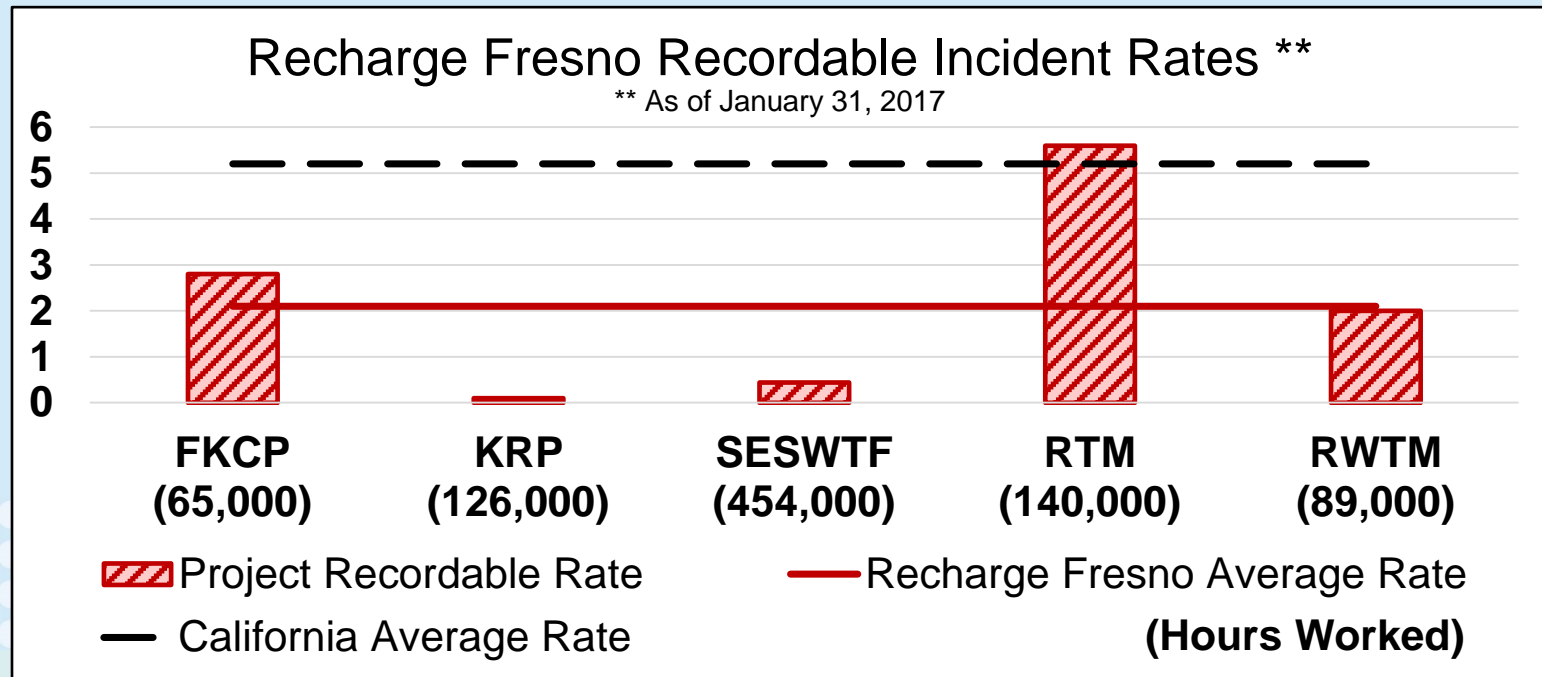 Recharge Fresno Recordable Incident Rates **
** As of January 31, 2017
6
5
4
3
2
1
0
FKCP KRP SESWTF RTM RWTM
(65,000) (126,000) (454,000) (140,000) (89,000)
Project Recordable Rate Recharge Fresno Average Rate
California Average Rate (Hours Worked)